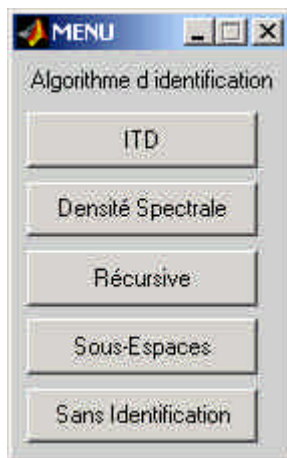 MENU
Algorithme d identification
ITD
Densité Spectrale
Récursive
Sous-Espaces
Sans Identification